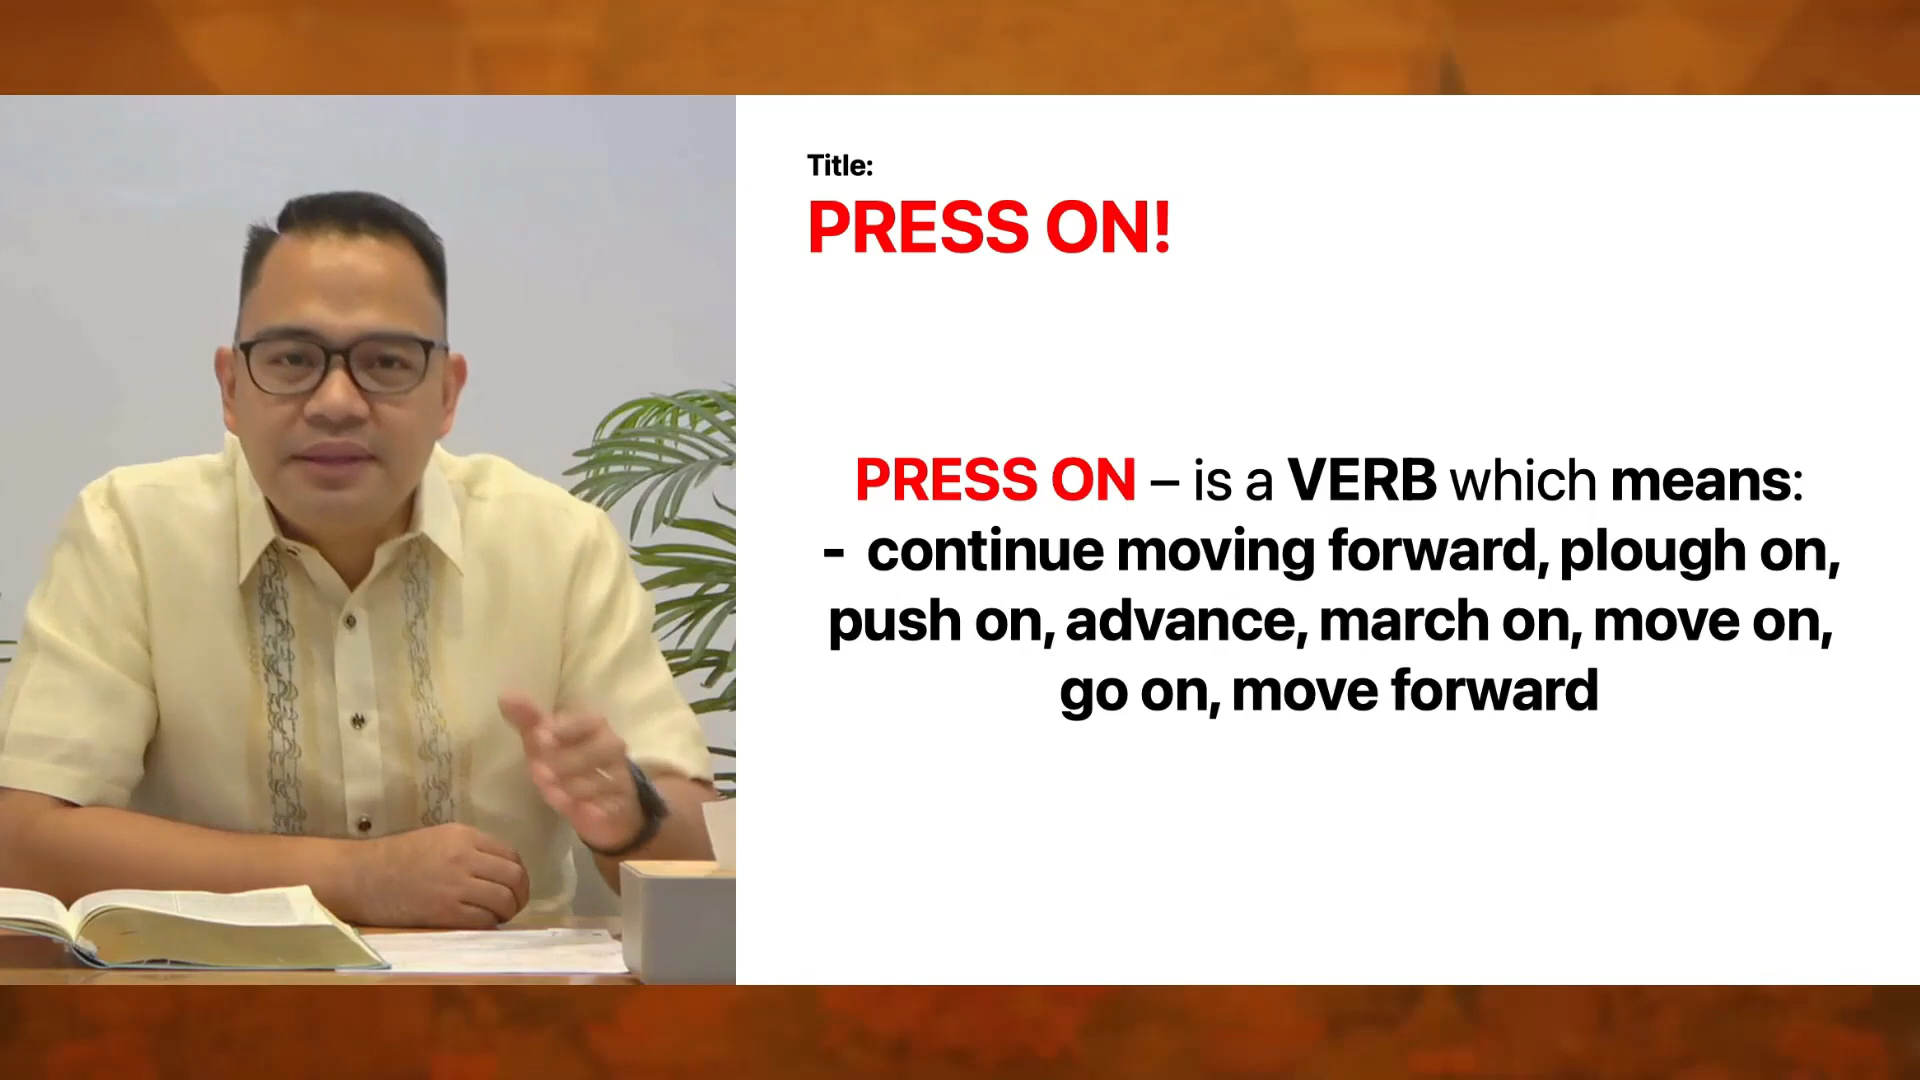 Title:
PRESS ON!
PRESS ON – is a VERB which means:
- continue moving forward, plough on,
push on, advance, march on, move on,
go on, move forward